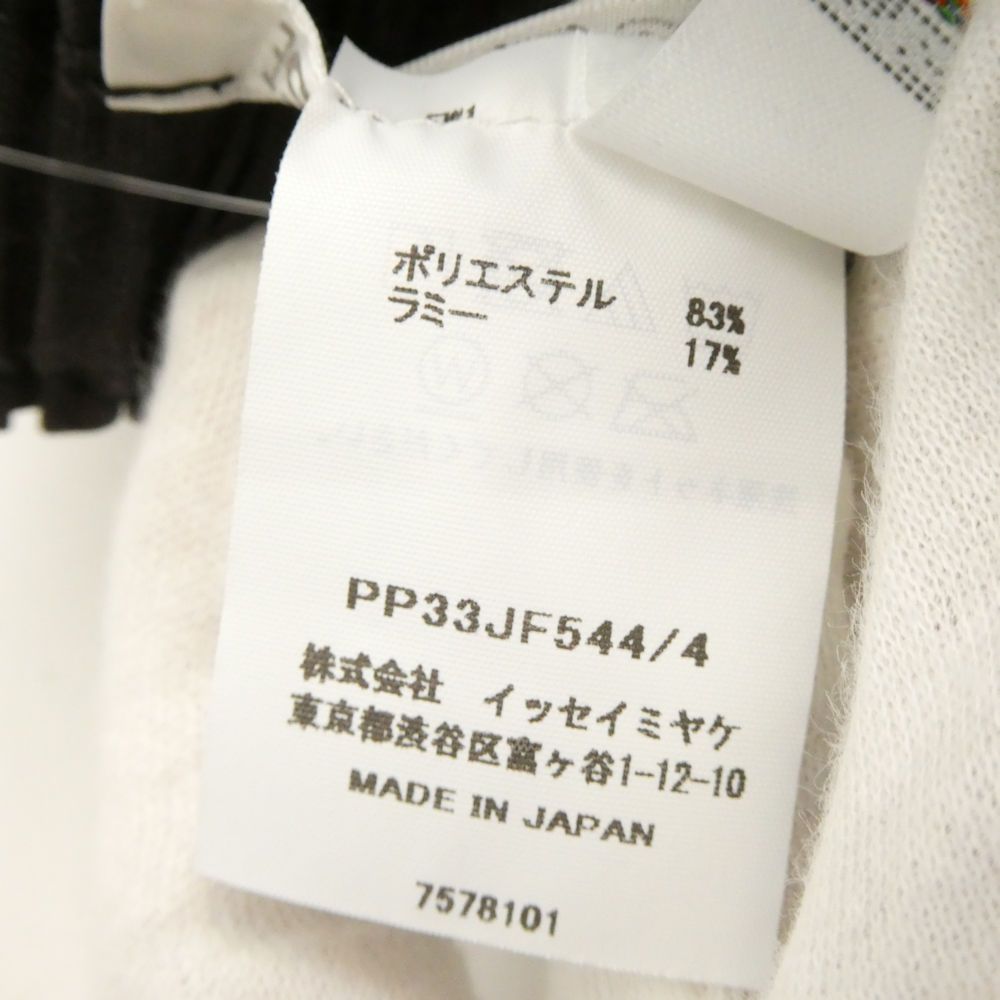 ポリエステル 83%
ラミー 17%
PP33JF544/4
株式会社 イッセイミヤケ
東京都渋谷区富ヶ谷1-12-10
MADE IN JAPAN
7578101